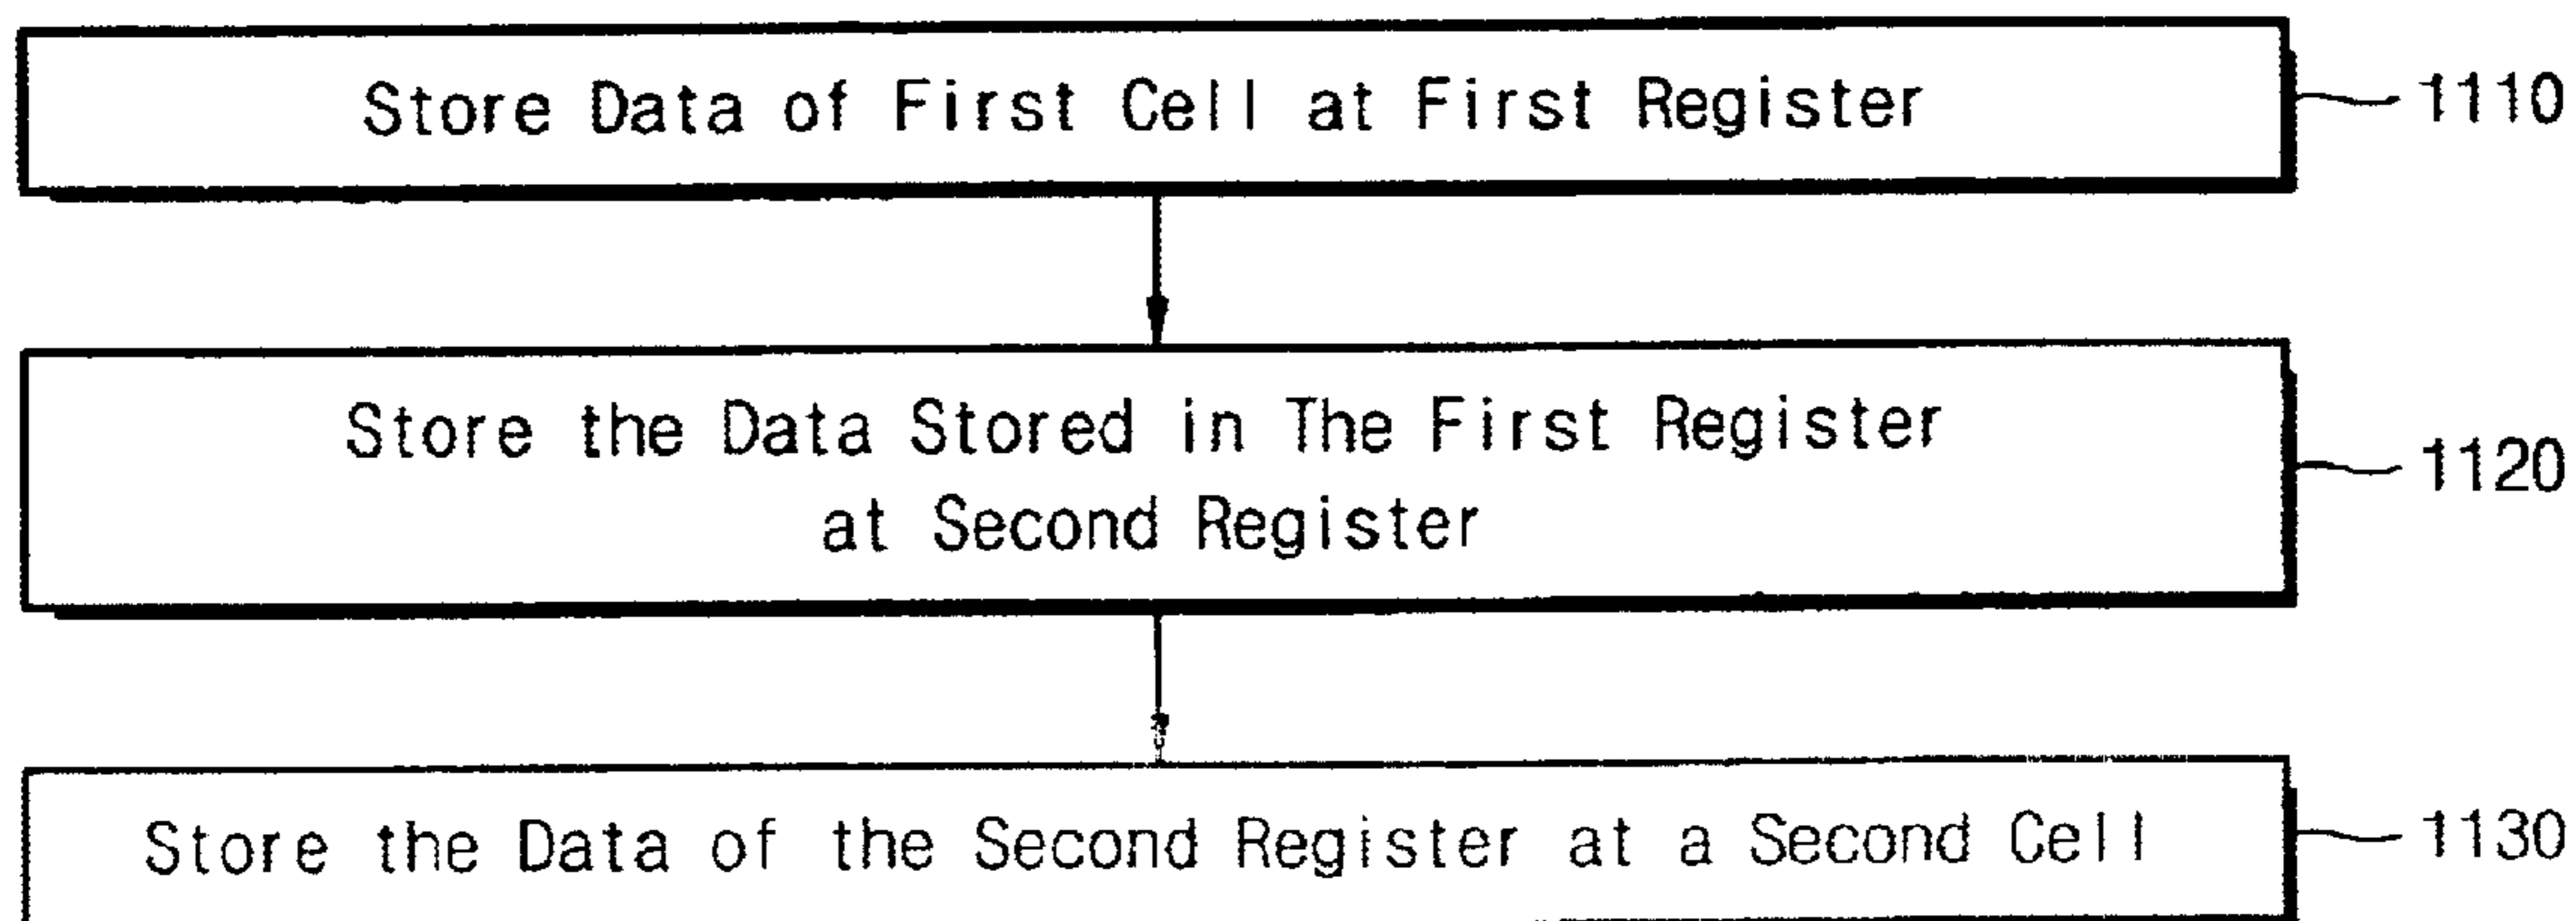 Store Data of First Cell at First Register
1110
Store the Data Stored in The First Register
at Second Register
1120
Store the Data of the Second Register at a Second Cell
1130